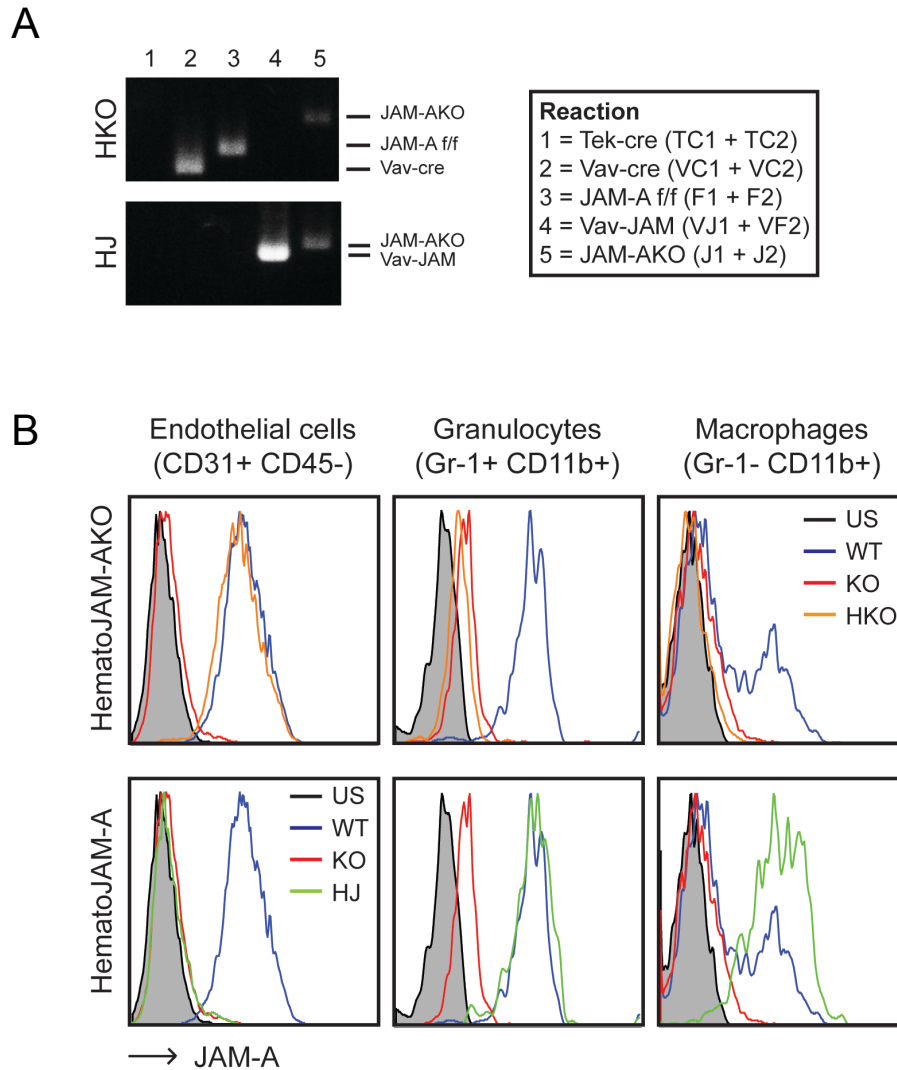 A
1 2 3 4 5
HKO
JAM-AKO
JAM-A f/f
Vav-cre
HJ
JAM-AKO
Vav-JAM
Reaction
1 = Tek-cre (TC1 + TC2)
2 = Vav-cre (VC1 + VC2)
3 = JAM-A f/f (F1 + F2)
4 = Vav-JAM (VJ1 + VF2)
5 = JAM-AKO (J1 + J2)
B
Endothelial cells
(CD31+ CD45-)
Granulocytes
(Gr-1+ CD11b+)
Macrophages
(Gr-1- CD11b+)
HematoJAM-AKO
US
WT
KO
HKO
HematoJAM-A
US
WT
KO
HJ
JAM-A